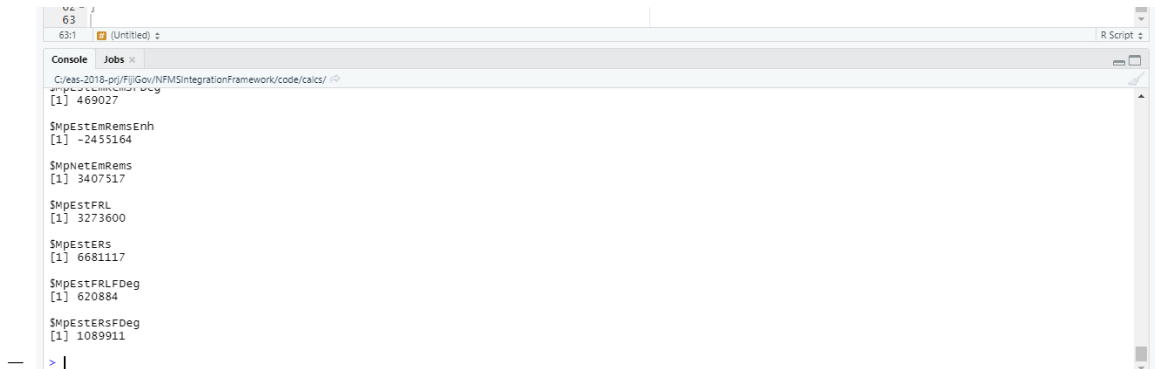 63
63:1 (Untitled) R Script
Console Jobs
C:/eas-2018-prj/FijiGov/NFMSIntegrationFramework/code/calcs/
$MpEstEmRemsFDeg
[1] 469027
$MpEstEmRemsEnh
[1] -2455164
$MpNetEmRems
[1] 3407517
$MpEstFRL
[1] 3273600
$MpEstERs
[1] 6681117
$MpEstFRLFDeg
[1] 620884
$MpEstERsFDeg
[1] 1089911
>